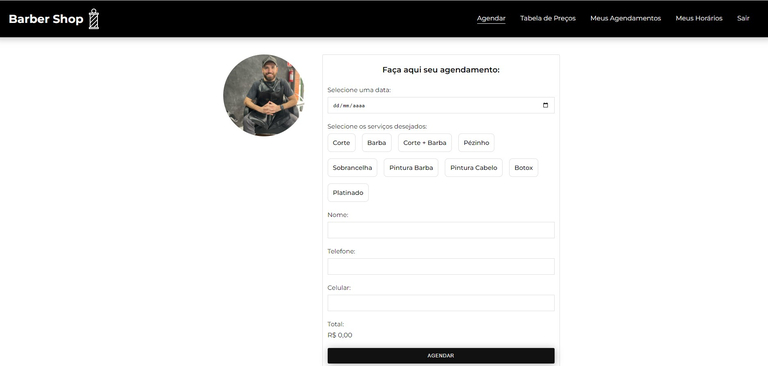 Barber Shop
Agendar Tabela de Preços Meus Agendamentos Meus Horários Sair
Faça aqui seu agendamento:
Selecione uma data:
dd/mm/aaaa
Selecione os serviços desejados:
Corte Barba Corte + Barba Pézinho
Sobrancelha Pintura Barba Pintura Cabelo Botox
Platinado
Nome:
Telefone:
Celular:
Total:
R$ 0,00
AGENDAR